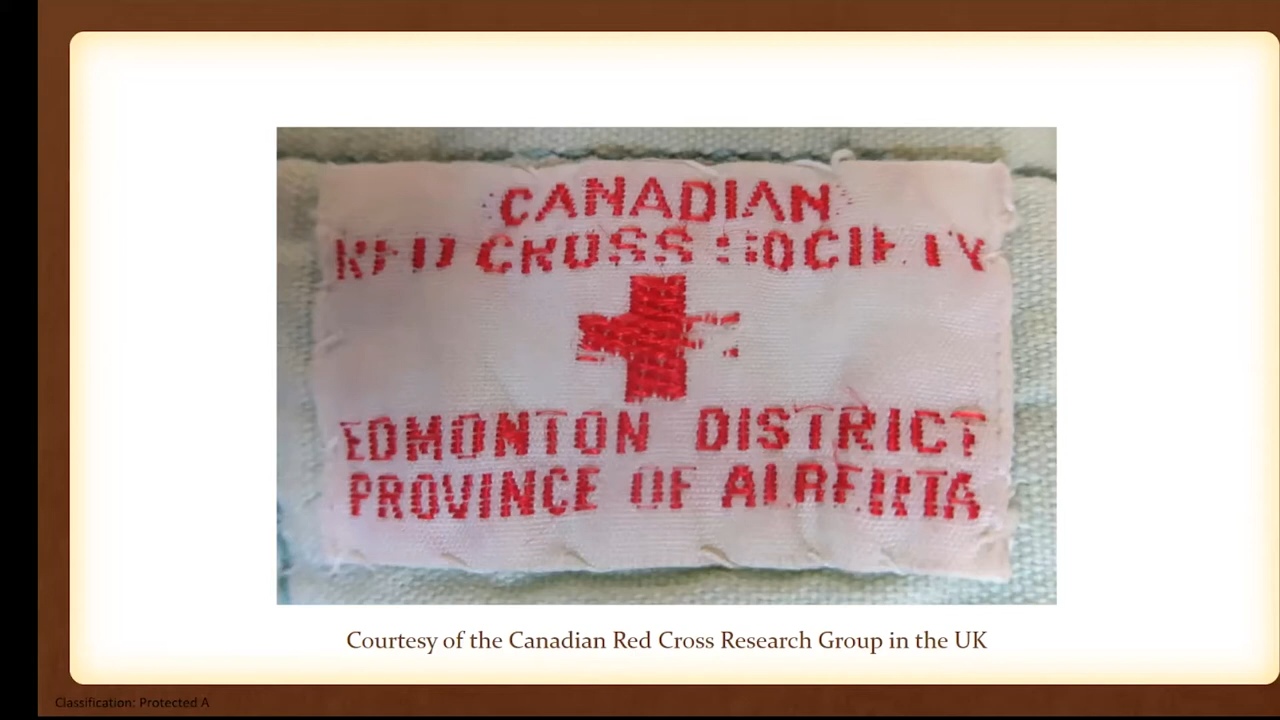 CANADIAN
RED CROSS SOCIETY
EDMONTON DISTRICT
PROVINCE OF ALBERTA
Courtesy of the Canadian Red Cross Research Group in the UK
Classification: Protected A